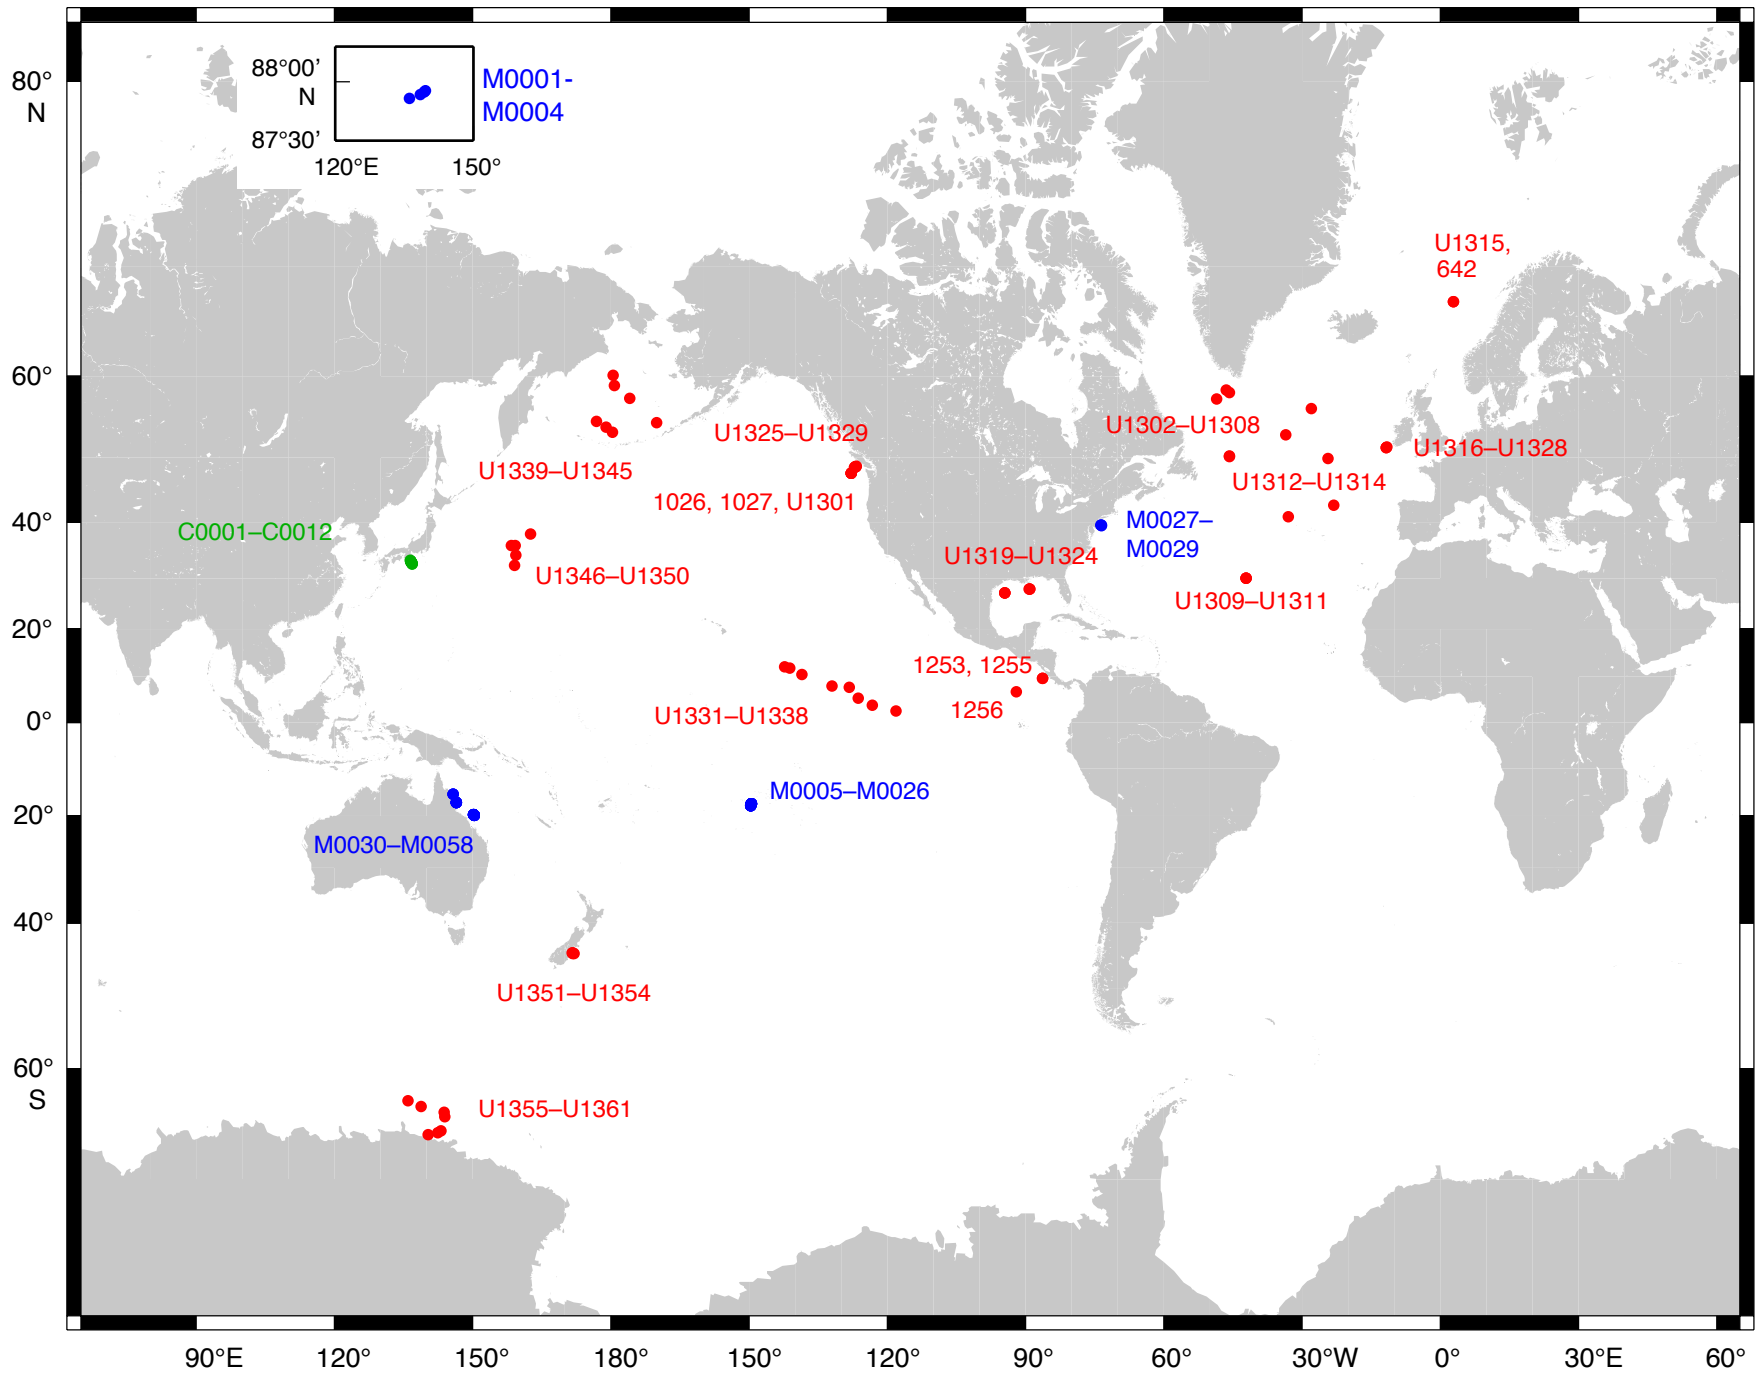 88°00'
N
87°30'
120°E
150°
M0001-
M0004
80°
N
60°
40°
20°
0°
20°
40°
60°
S
U1315,
642
U1302–U1308
U1316–U1328
U1312–U1314
U1325–U1329
U1339–U1345
1026, 1027, U1301
C0001–C0012
M0027–
M0029
U1319–U1324
U1346–U1350
U1309–U1311
1253, 1255
1256
U1331–U1338
M0005–M0026
M0030–M0058
U1351–U1354
U1355–U1361
90°E
120°
150°
180°
150°
120°
90°
60°
30°W
0°
30°E
60°